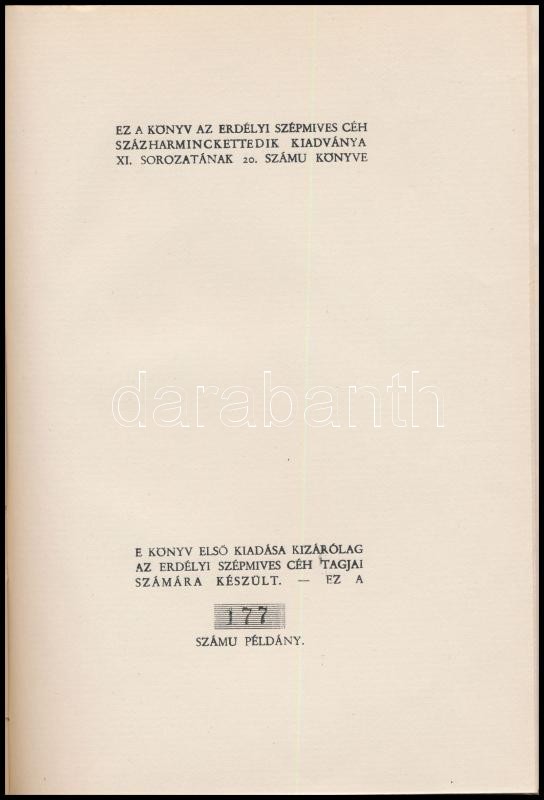 EZ A KÖNYV AZ ERDÉLYI SZÉPMIVES CÉH
SZÁZHARMINCKETTEDIK KIADVÁNYA
XI. SOROZATÁNAK 20. SZÁMU KÖNYVE
darabanth
E KÖNYV ELSŐ KIADÁSA KIZÁRÓLAG
AZ ERDÉLYI SZÉPMIVES CÉH TAGJAI
SZÁMÁRA KÉSZÜLT. — EZ A
177
SZÁMU PÉLDÁNY.